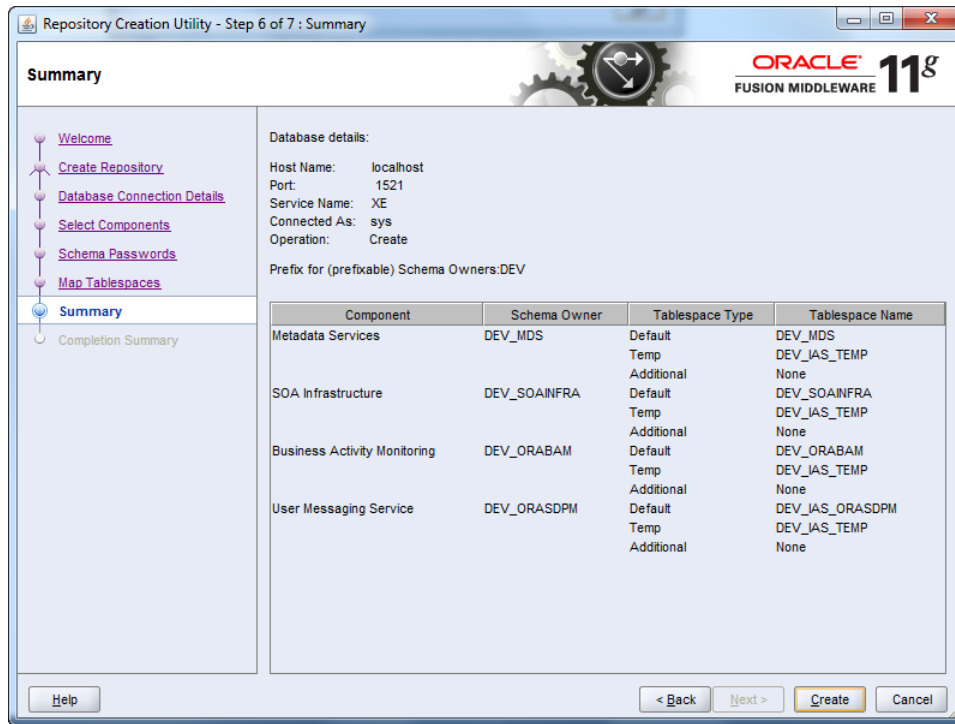 Repository Creation Utility - Step 6 of 7 : Summary
Summary
ORACLE
FUSION MIDDLEWARE 11g
Welcome
Create Repository
Database Connection Details
Select Components
Schema Passwords
Map Tablespaces
Summary
Completion Summary
Database details:
Host Name: localhost
Port: 1521
Service Name: XE
Connected As: sys
Operation: Create
Prefix for (prefixable) Schema Owners:DEV
Component Schema Owner Tablespace Type Tablespace Name
Metadata Services DEV_MDS Default DEV_MDS
Temp DEV_IAS_TEMP
Additional None
SOA Infrastructure DEV_SOAINFRA Default DEV_SOAINFRA
Temp DEV_IAS_TEMP
Additional None
Business Activity Monitoring DEV_ORABAM Default DEV_ORABAM
Temp DEV_IAS_TEMP
Additional None
User Messaging Service DEV_ORASDPM Default DEV_IAS_ORASDPM
Temp DEV_IAS_TEMP
Additional None
Help < Back Next > Create Cancel